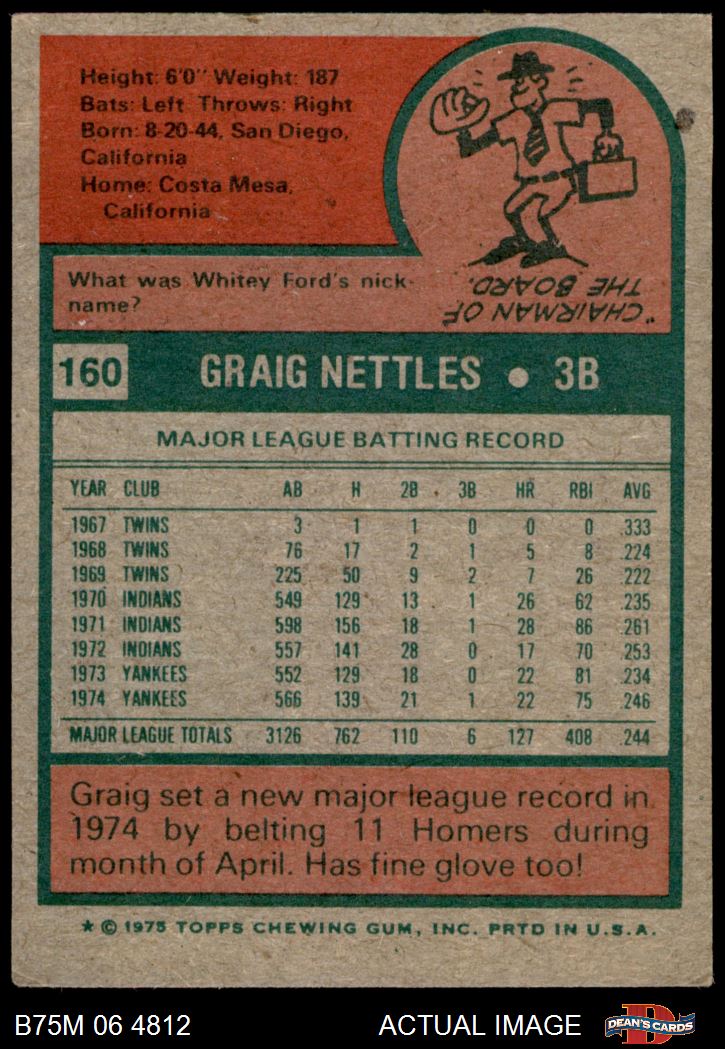 Height: 6'0" Weight: 187
Bats: Left Throws: Right
Born: 8-20-44, San Diego,
California
Home: Costa Mesa,
California
What was Whitey Ford's nick-
name?
"CHAIRMAN OF
THE BOARD.
160 GRAIG NETTLES • 3B
MAJOR LEAGUE BATTING RECORD
YEAR CLUB AB H 2B 3B HR RBI AVG
1967 TWINS 3 1 1 0 0 0 .333
1968 TWINS 76 17 2 1 5 8 .224
1969 TWINS 225 50 9 2 7 26 .222
1970 INDIANS 549 129 13 1 26 62 .235
1971 INDIANS 598 156 18 1 28 86 .261
1972 INDIANS 557 141 28 0 17 70 .253
1973 YANKEES 552 129 18 0 22 81 .234
1974 YANKEES 566 139 21 1 22 75 .246
MAJOR LEAGUE TOTALS 3126 762 110 6 127 408 .244
Graig set a new major league record in
1974 by belting 11 Homers during
month of April. Has fine glove too!
★ © 1975 TOPPS CHEWING GUM, INC. PRTD IN U.S.A.
B75M 06 4812 ACTUAL IMAGE D DEAN'S CARDS